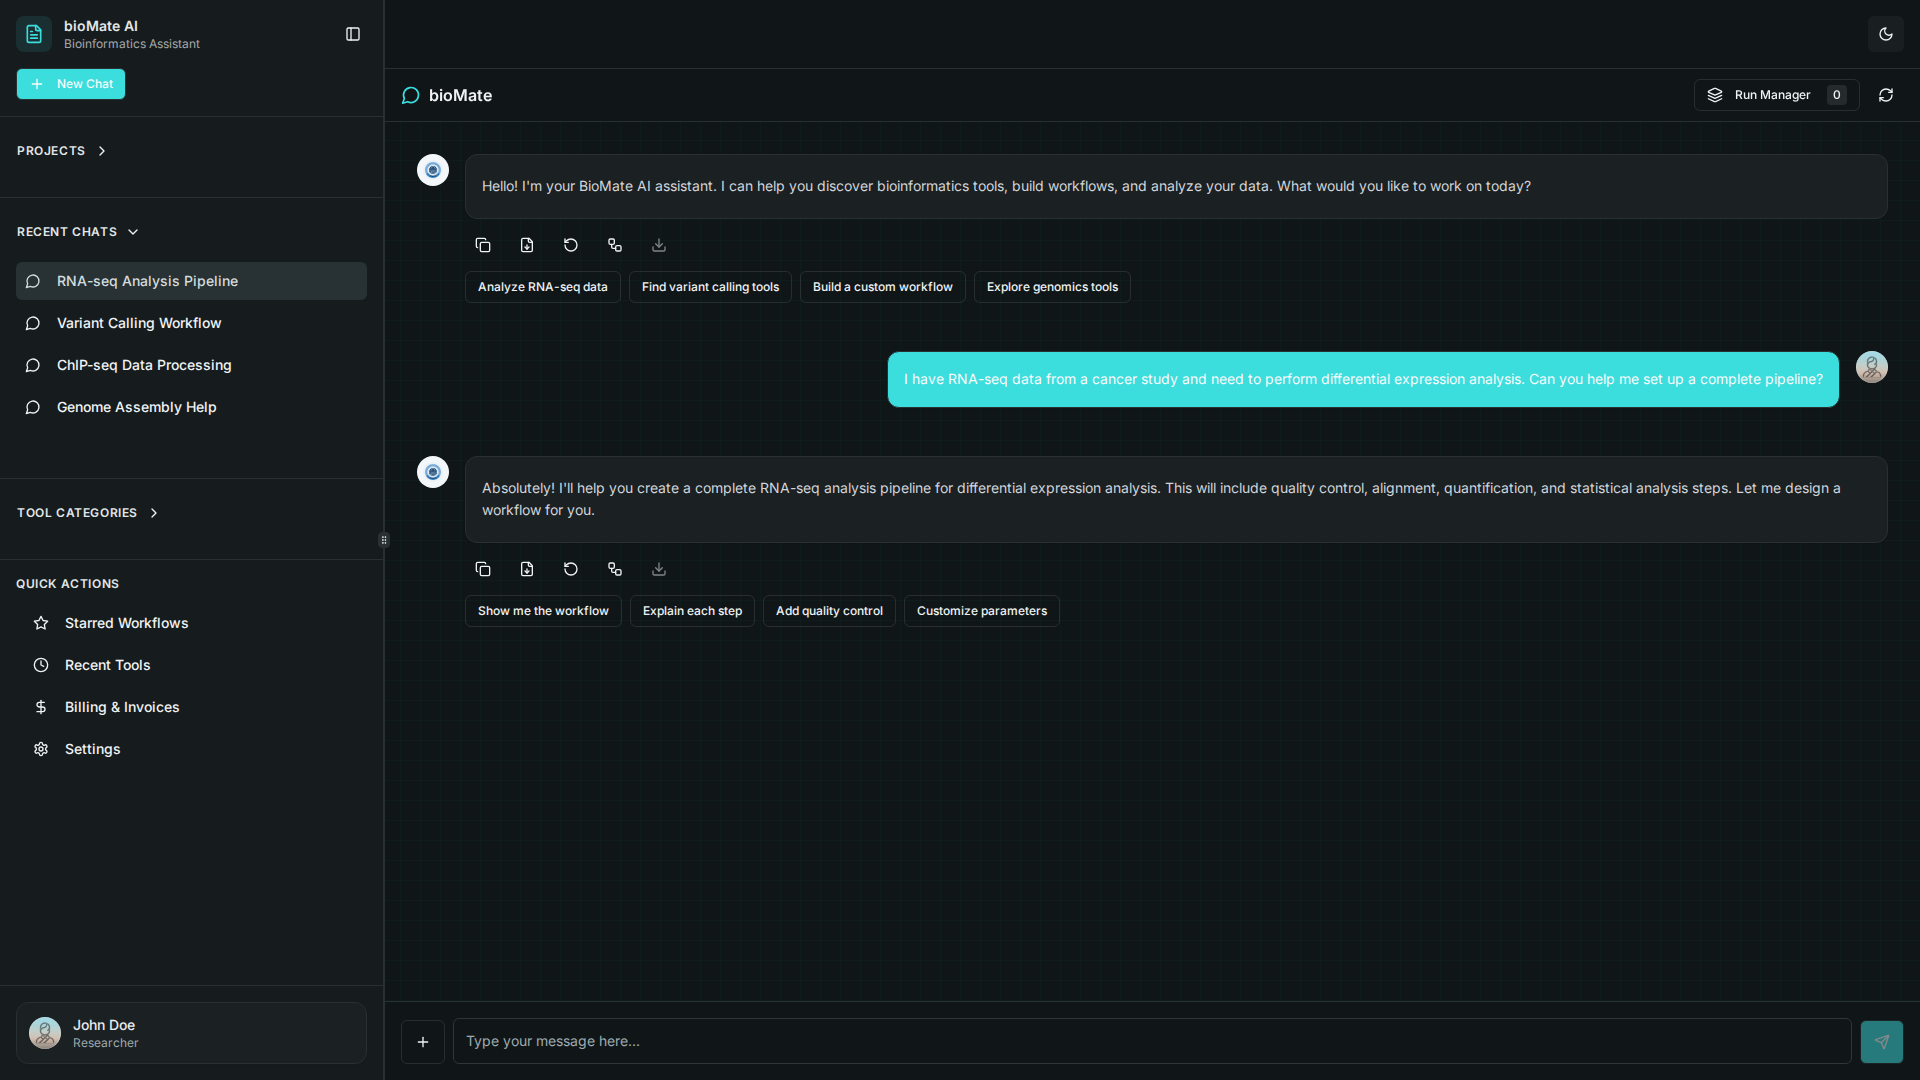 bioMate AI
Bioinformatics Assistant
New Chat
PROJECTS
RECENT CHATS
RNA-seq Analysis Pipeline
Variant Calling Workflow
ChIP-seq Data Processing
Genome Assembly Help
TOOL CATEGORIES
QUICK ACTIONS
Starred Workflows
Recent Tools
Billing & Invoices
Settings
John Doe
Researcher
bioMate
Run Manager 0
Hello! I'm your BioMate AI assistant. I can help you discover bioinformatics tools, build workflows, and analyze your data. What would you like to work on today?
Analyze RNA-seq data Find variant calling tools Build a custom workflow Explore genomics tools
I have RNA-seq data from a cancer study and need to perform differential expression analysis. Can you help me set up a complete pipeline?
Absolutely! I'll help you create a complete RNA-seq analysis pipeline for differential expression analysis. This will include quality control, alignment, quantification, and statistical analysis steps. Let me design a
workflow for you.
Show me the workflow Explain each step Add quality control Customize parameters
Type your message here...